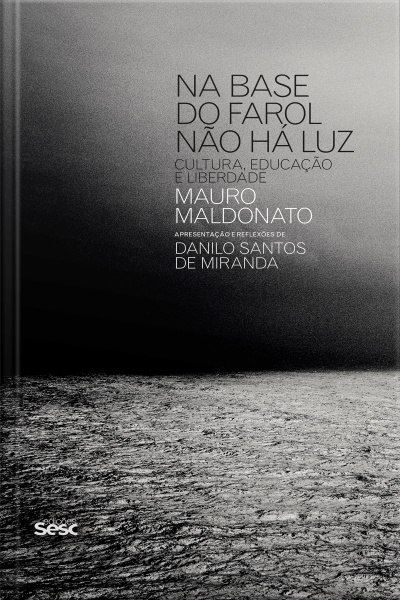 NA BASE
DO FAROL
NÃO HÁ LUZ
CULTURA, EDUCAÇÃO
E LIBERDADE
MAURO
MALDONATO
APRESENTAÇÃO E REFLEXÕES DE
DANILO SANTOS
DE MIRANDA
Sesc